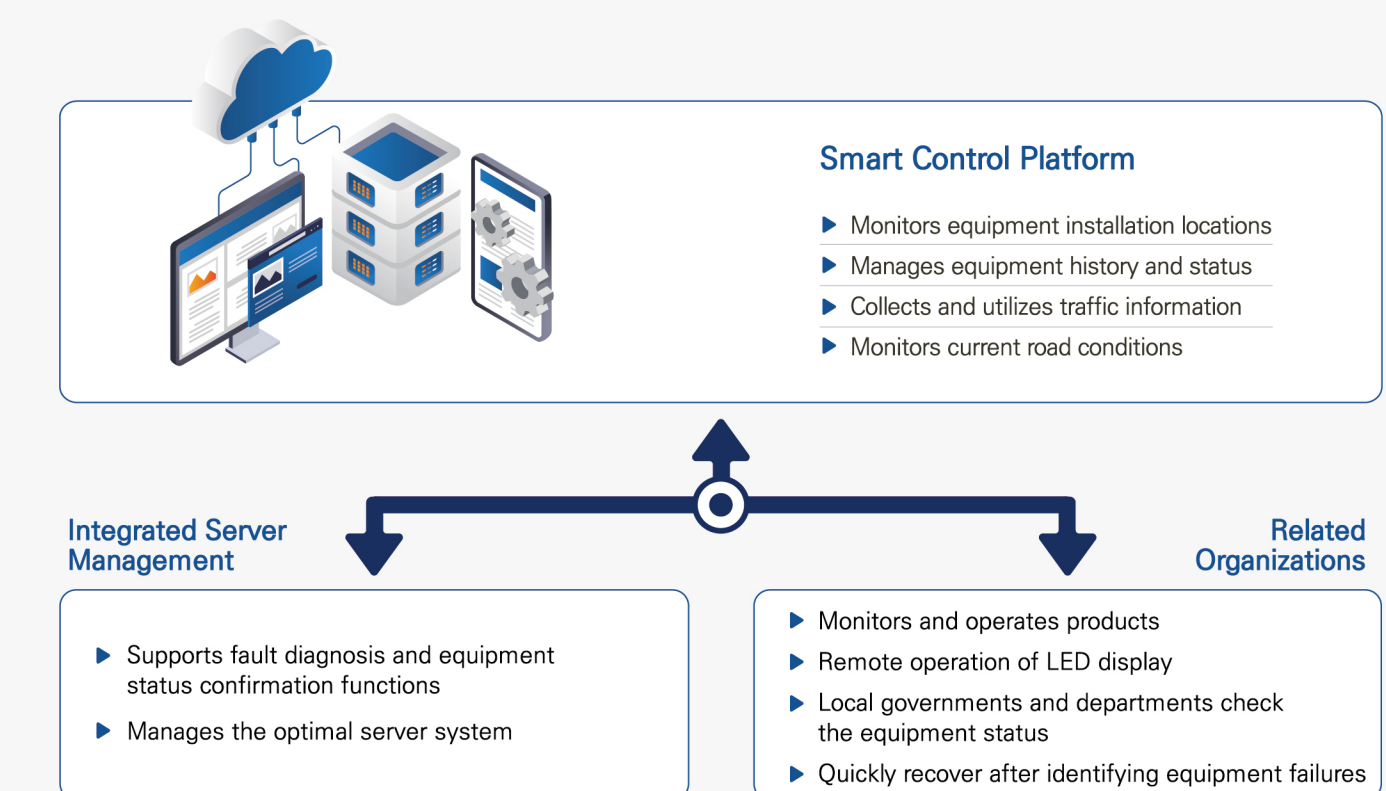 Smart Control Platform
Monitors equipment installation locations
Manages equipment history and status
Collects and utilizes traffic information
Monitors current road conditions
Integrated Server
Management
Supports fault diagnosis and equipment
status confirmation functions
Manages the optimal server system
Related
Organizations
Monitors and operates products
Remote operation of LED display
Local governments and departments check
the equipment status
Quickly recover after identifying equipment failures